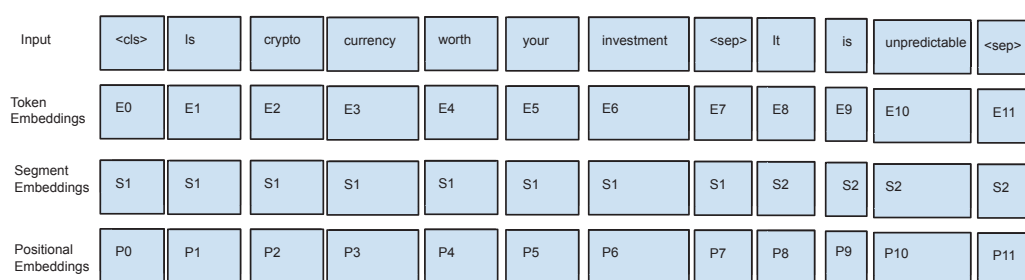 Input <cls> Is crypto currency worth your investment <sep> It is unpredictable <sep>
Token
Embeddings E0 E1 E2 E3 E4 E5 E6 E7 E8 E9 E10 E11
Segment
Embeddings S1 S1 S1 S1 S1 S1 S1 S1 S2 S2 S2 S2
Positional
Embeddings P0 P1 P2 P3 P4 P5 P6 P7 P8 P9 P10 P11